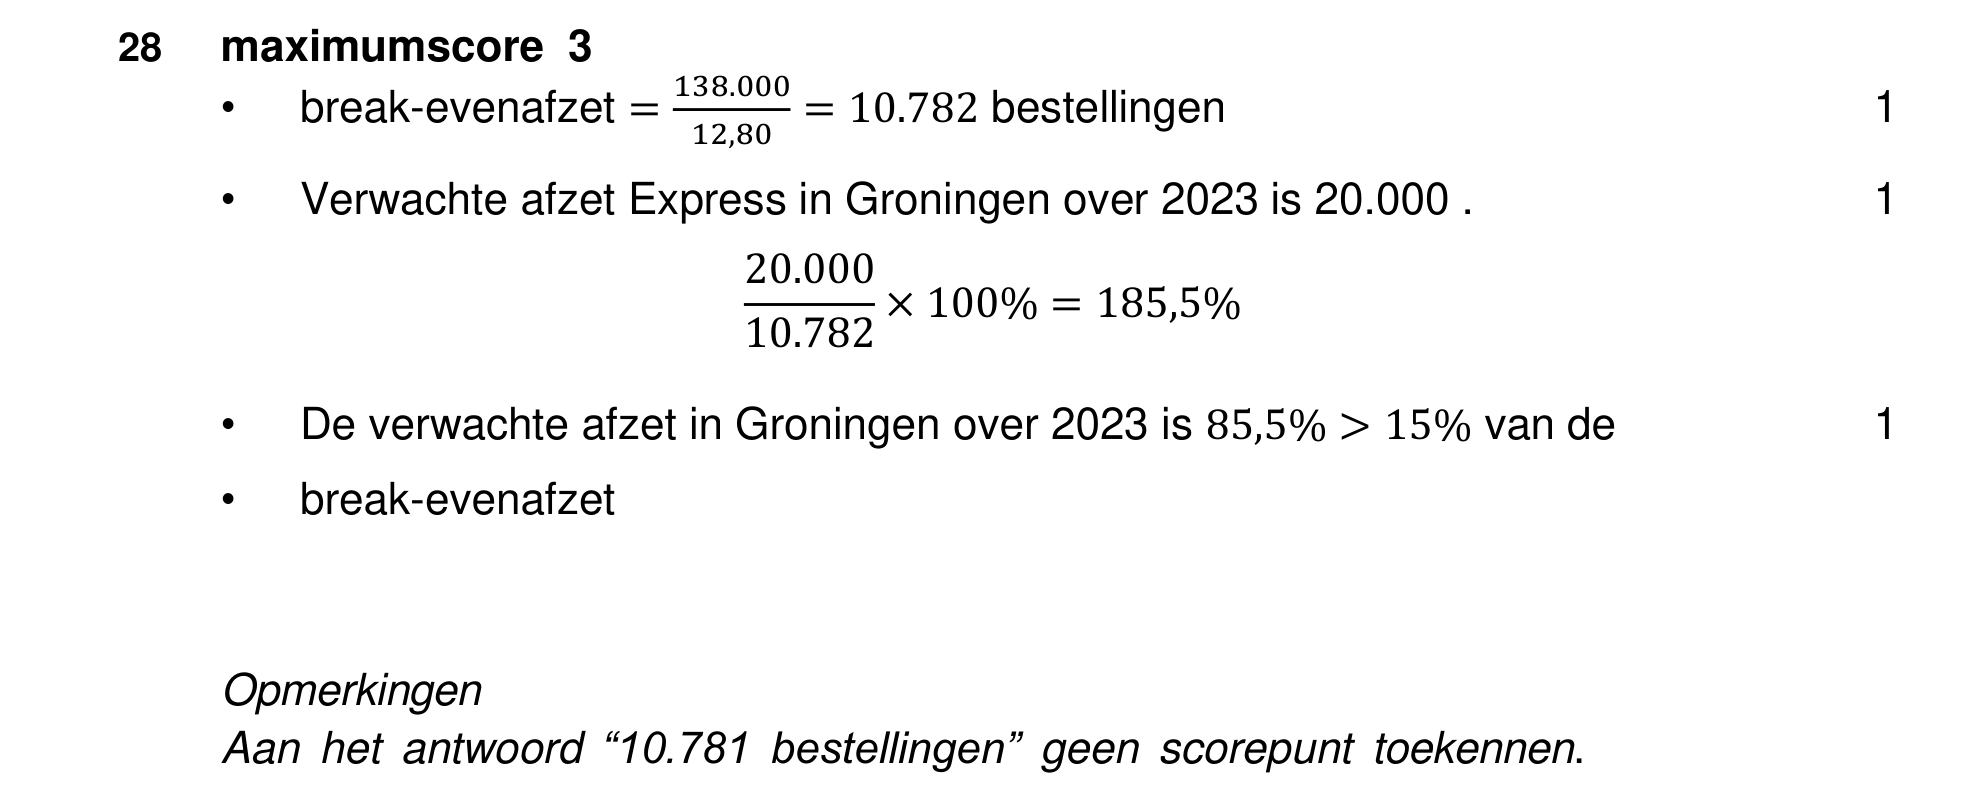 28 maximumscore 3
• break-evenafzet = 138.000/12,80 = 10.782 bestellingen 1
• Verwachte afzet Express in Groningen over 2023 is 20.000 . 1
20.000/10.782 × 100% = 185,5%
• De verwachte afzet in Groningen over 2023 is 85,5% > 15% van de 1
• break-evenafzet
Opmerkingen
Aan het antwoord “10.781 bestellingen” geen scorepunt toekennen.